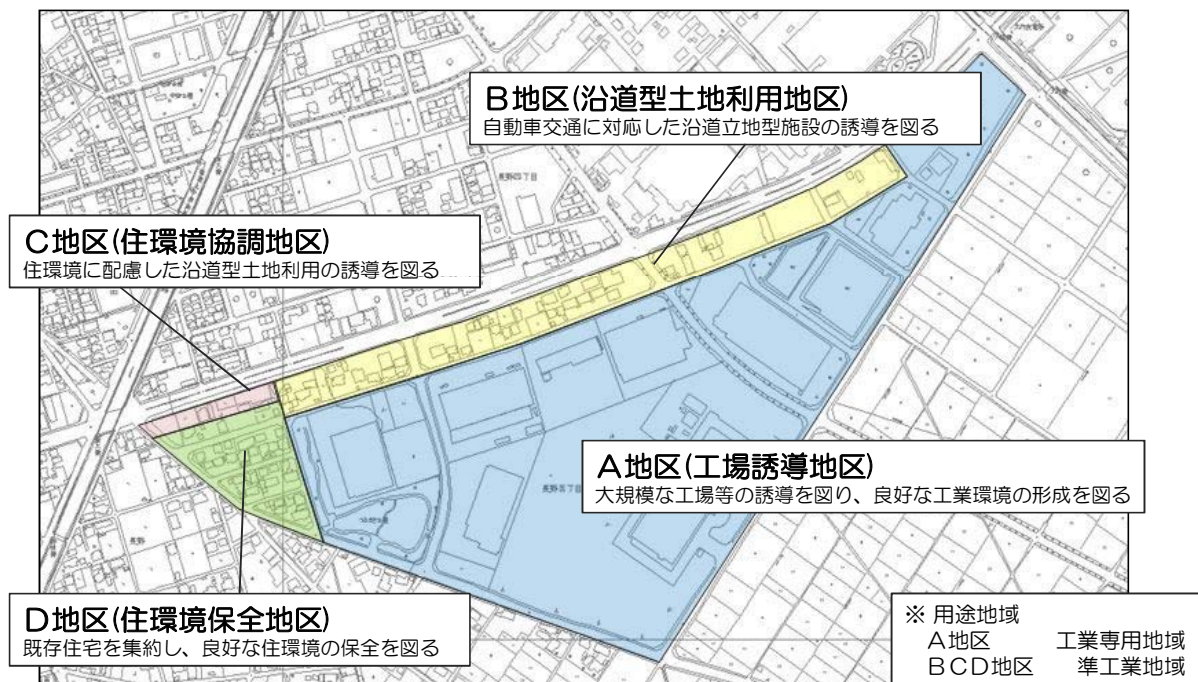 B地区(沿道型土地利用地区)
自動車交通に対応した沿道立地型施設の誘導を図る
長野四丁目
C地区(住環境協調地区)
住環境に配慮した沿道型土地利用の誘導を図る
A地区(工場誘導地区)
大規模な工場等の誘導を図り、良好な工業環境の形成を図る
長野
D地区(住環境保全地区)
既存住宅を集約し、良好な住環境の保全を図る
※ 用途地域
A地区 工業専用地域
BCD地区 準工業地域